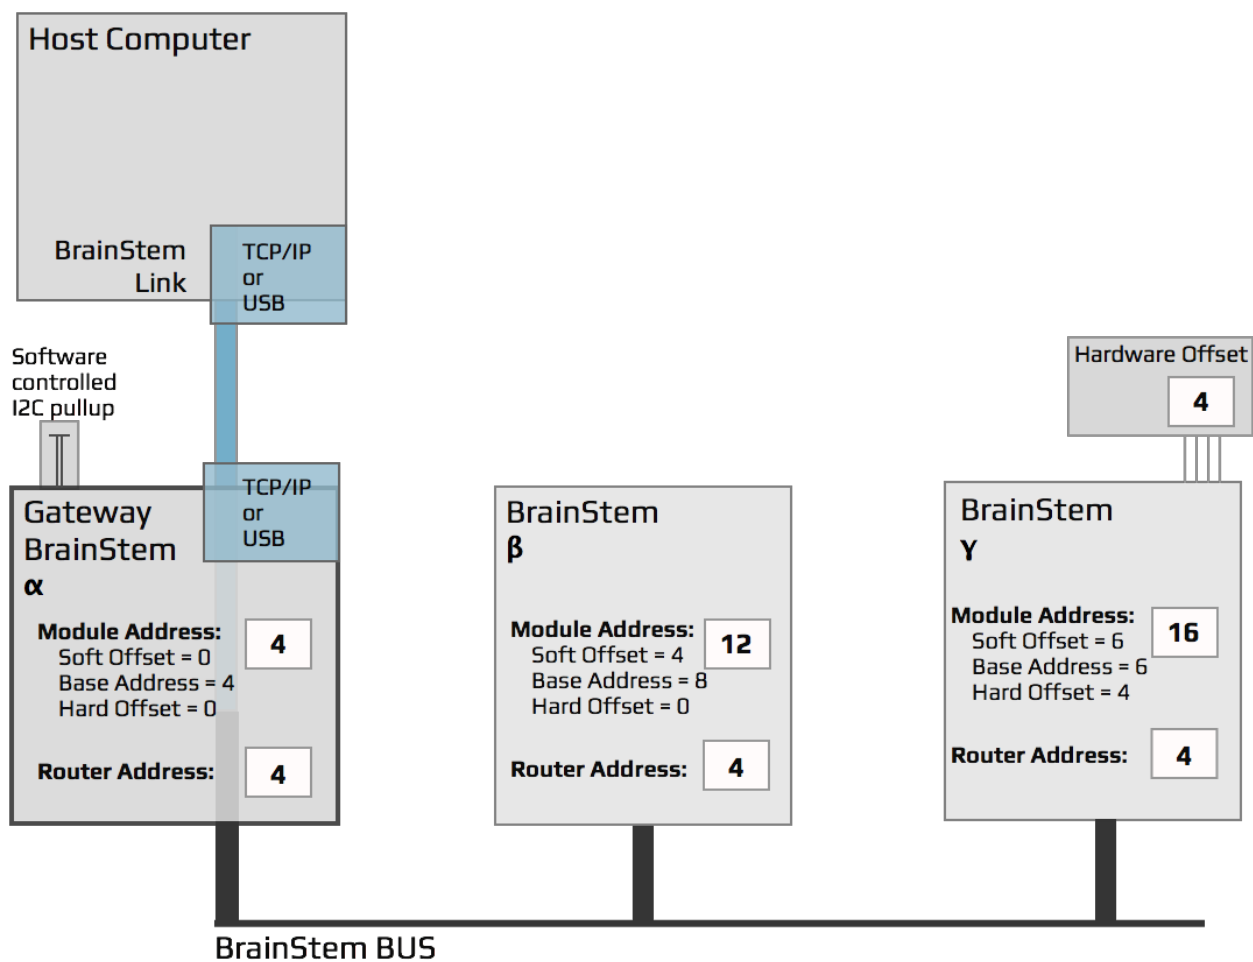 Host Computer
BrainStem
Link
TCP/IP
or
USB
Software
controlled
I2C pullup
Hardware Offset
4
Gateway
BrainStem
α
TCP/IP
or
USB
Module Address:
4
Soft Offset = 0
Base Address = 4
Hard Offset = 0
Router Address:
4
BrainStem
β
Module Address:
12
Soft Offset = 4
Base Address = 8
Hard Offset = 0
Router Address:
4
BrainStem
γ
Module Address:
16
Soft Offset = 6
Base Address = 6
Hard Offset = 4
Router Address:
4
BrainStem BUS